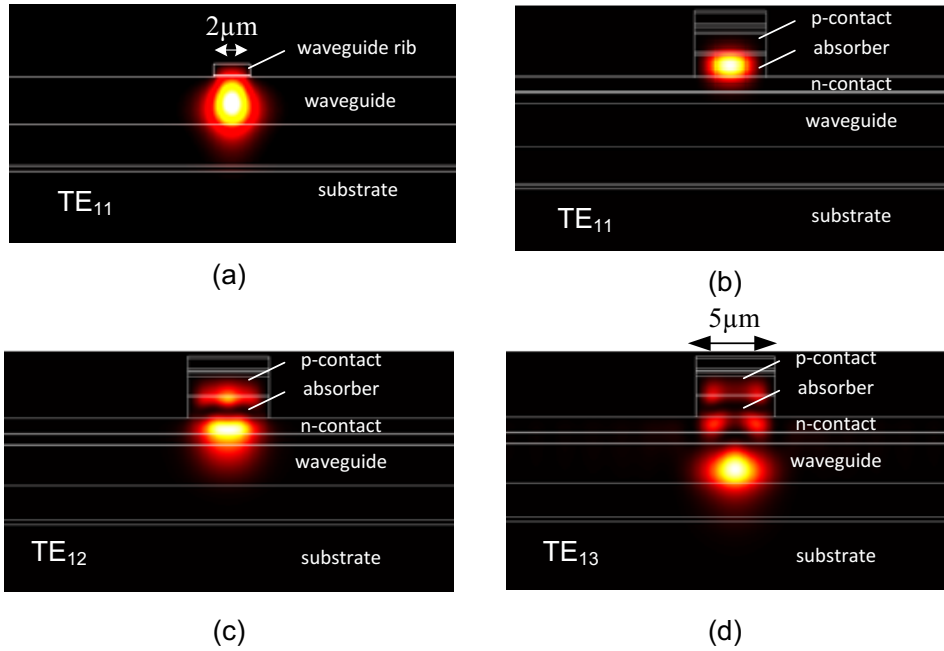 2µm
waveguide rib
waveguide
substrate
TE11
(a)
p-contact
absorber
n-contact
waveguide
substrate
TE11
(b)
p-contact
absorber
n-contact
waveguide
substrate
TE12
(c)
5µm
p-contact
absorber
n-contact
waveguide
substrate
TE13
(d)